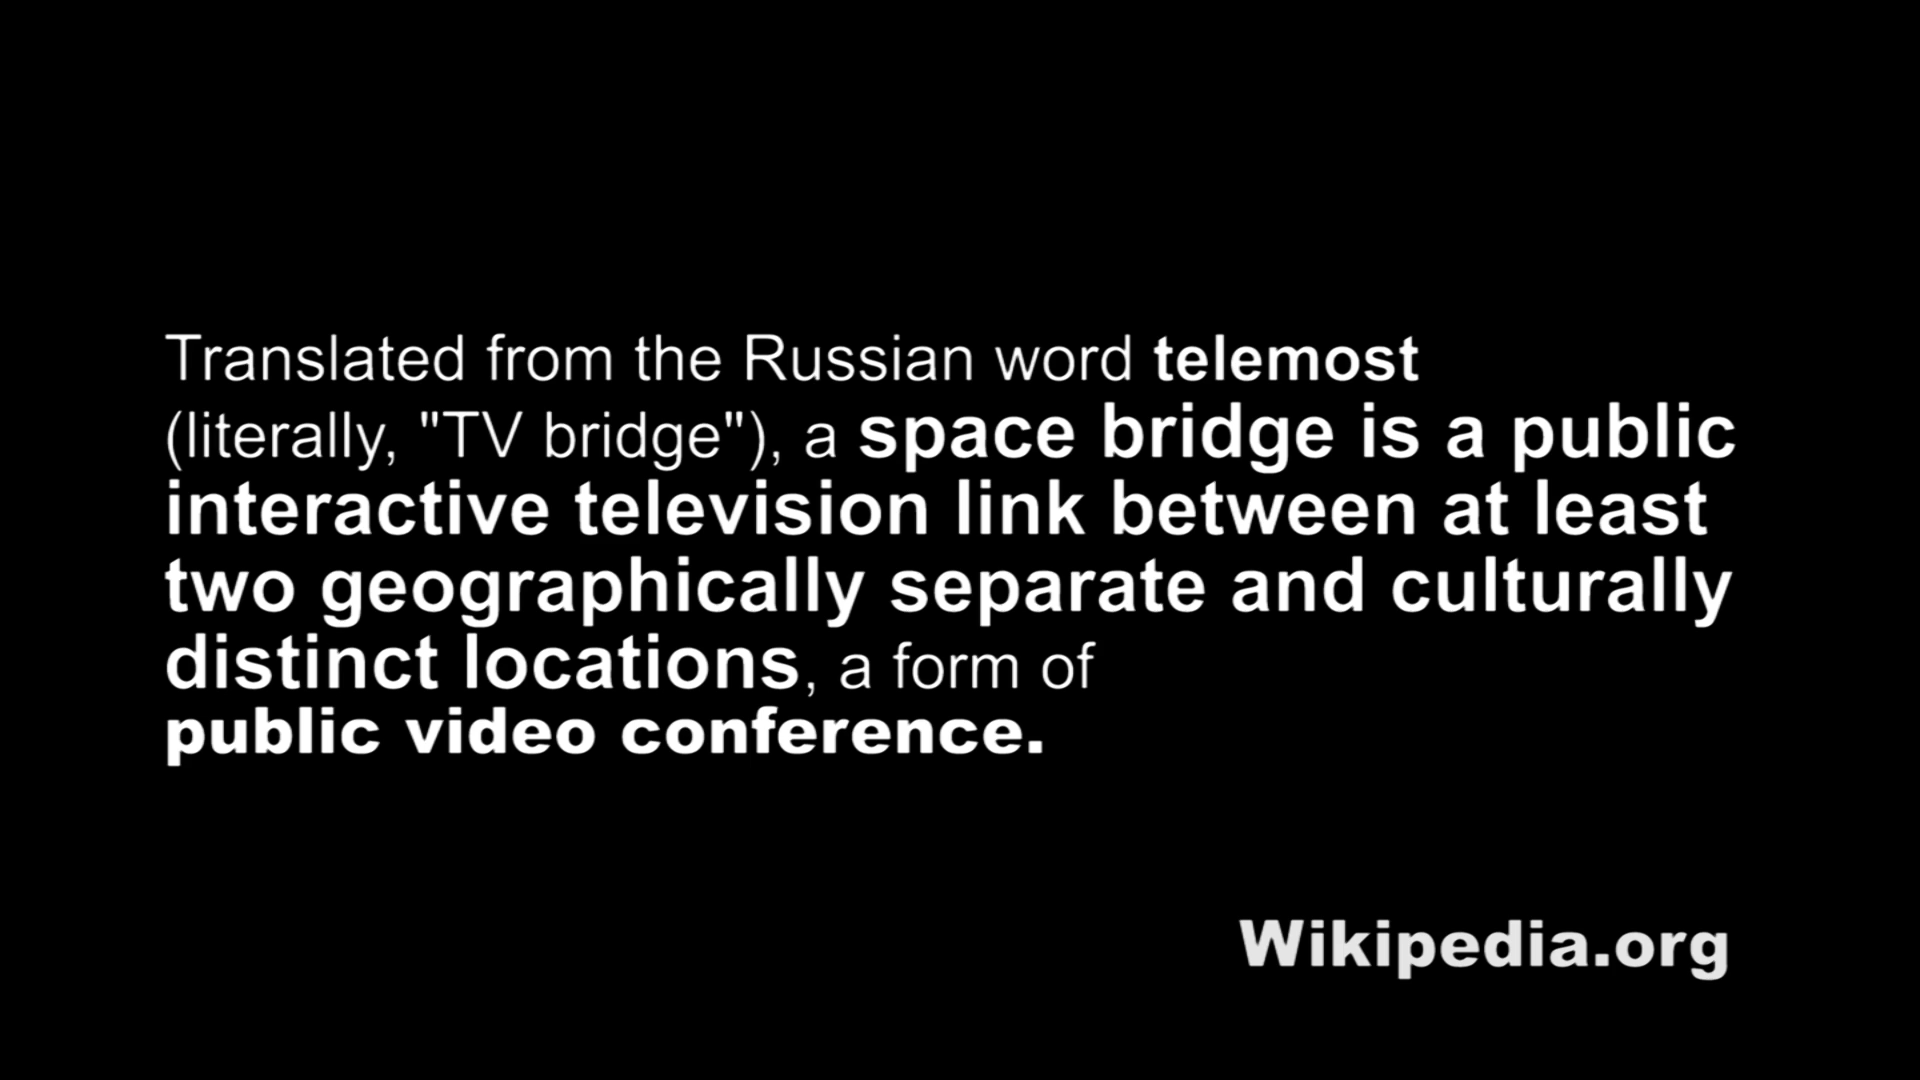 Translated from the Russian word telemost
(literally, "TV bridge"), a space bridge is a public
interactive television link between at least
two geographically separate and culturally
distinct locations, a form of
public video conference.
Wikipedia.org